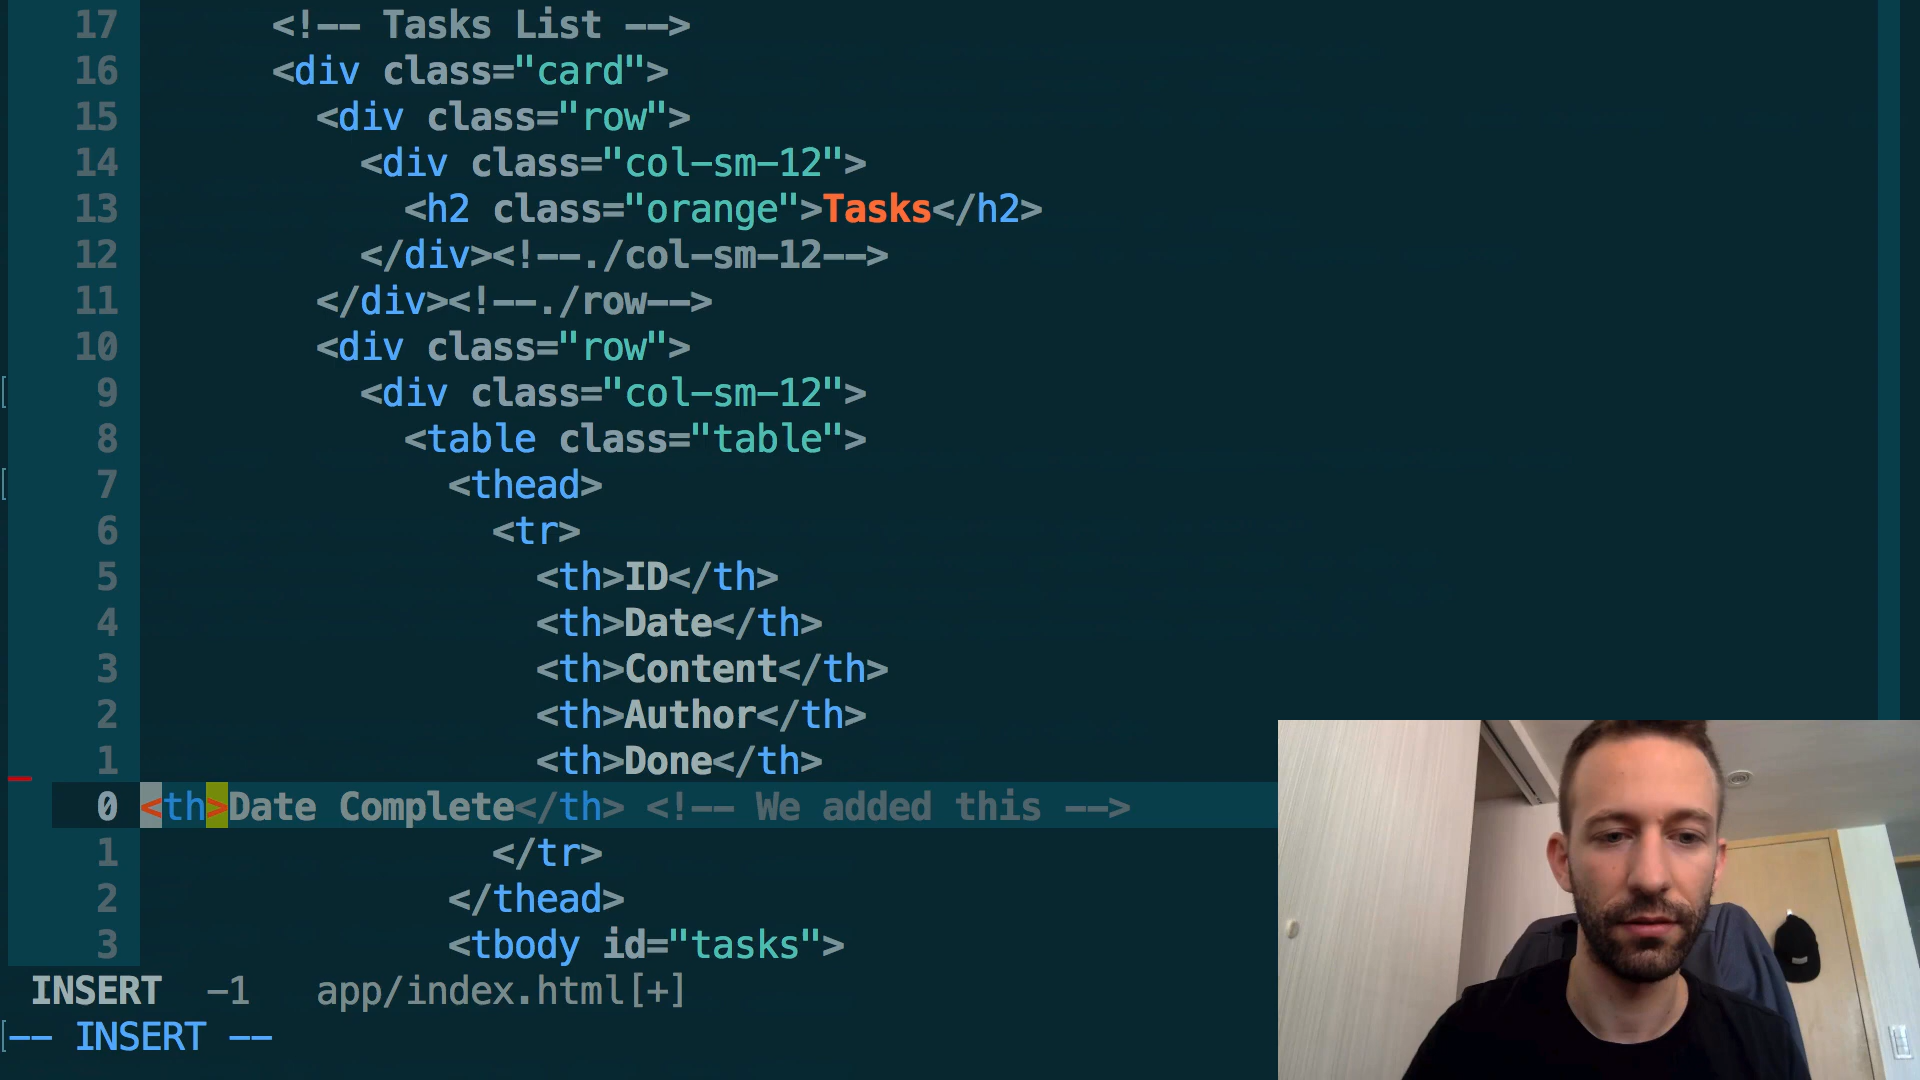 17 <!-- Tasks List -->
16 <div class="card">
15 <div class="row">
14 <div class="col-sm-12">
13 <h2 class="orange">Tasks</h2>
12 </div><!--./col-sm-12-->
11 </div><!--./row-->
10 <div class="row">
9 <div class="col-sm-12">
8 <table class="table">
7 <thead>
6 <tr>
5 <th>ID</th>
4 <th>Date</th>
3 <th>Content</th>
2 <th>Author</th>
1 <th>Done</th>
0 <th>Date Complete</th> <!-- We added this -->
1 </tr>
2 </thead>
3 <tbody id="tasks">
INSERT -1 app/index.html[+]
-- INSERT --